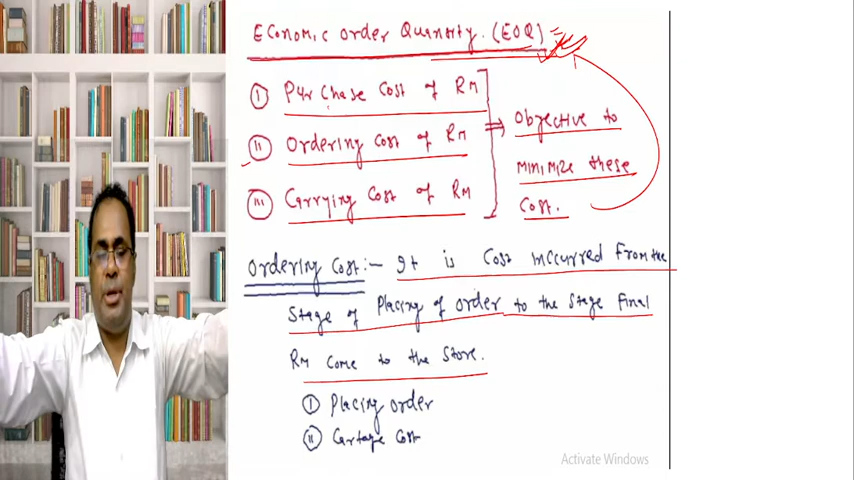 Economic Order Quantity. (EOQ)
(I) Purchase Cost of RM
(II) Ordering Cost of RM
(III) Carrying Cost of RM
Objective to
minimize these
Cost.
Ordering Cost:- It is Cost inccurred from the
Stage of Placing of order to the Stage Final
RM Come to the Store.
(I) Placing order
(II) Cartage Cost
Activate Windows